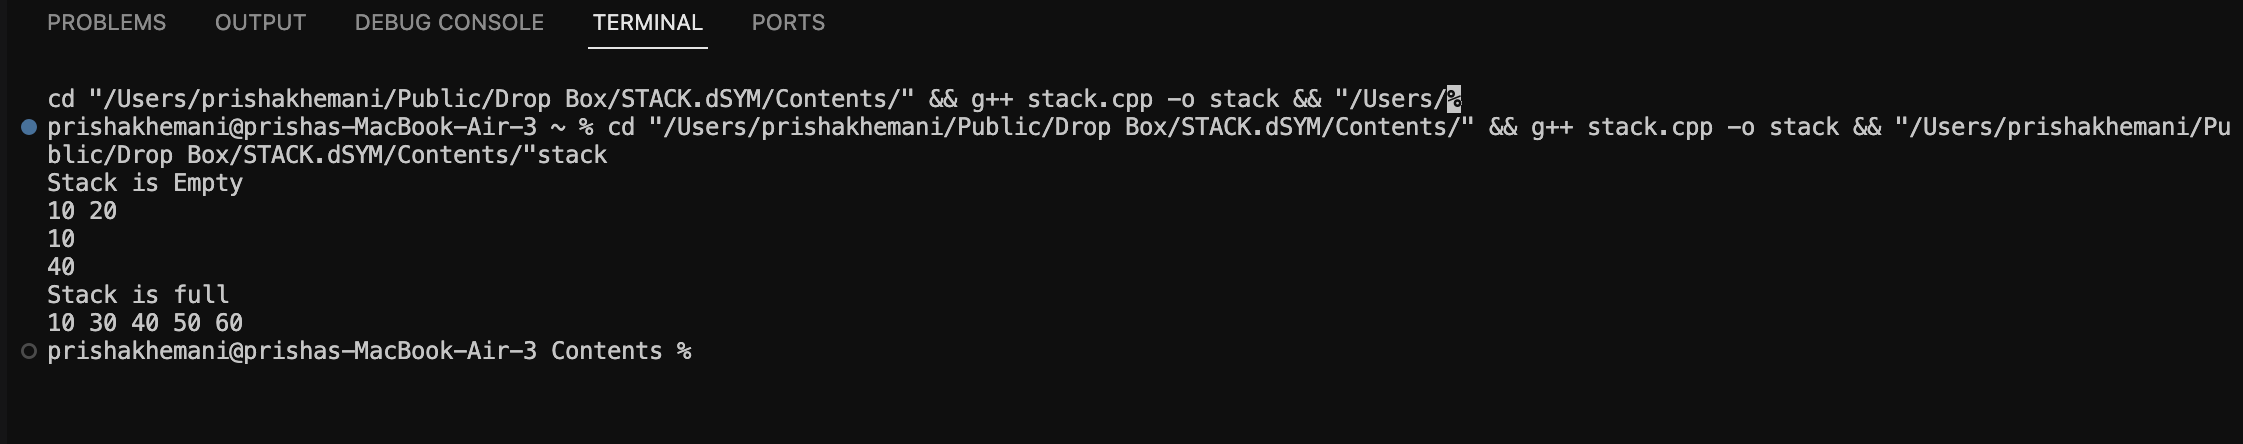 PROBLEMS OUTPUT DEBUG CONSOLE TERMINAL PORTS
cd "/Users/prishakhemani/Public/Drop Box/STACK.dSYM/Contents/" && g++ stack.cpp -o stack && "/Users/%
prishakhemani@prishas-MacBook-Air-3 ~ % cd "/Users/prishakhemani/Public/Drop Box/STACK.dSYM/Contents/" && g++ stack.cpp -o stack && "/Users/prishakhemani/Pu
blic/Drop Box/STACK.dSYM/Contents/"stack
Stack is Empty
10 20
10
40
Stack is full
10 30 40 50 60
prishakhemani@prishas-MacBook-Air-3 Contents %